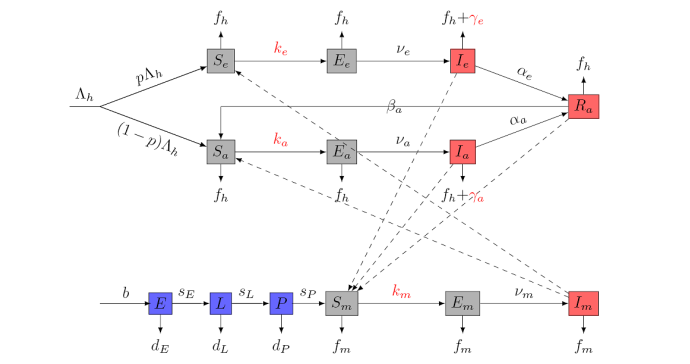 f_h f_h f_h+γ_e
S_e k_e E_e ν_e I_e α_e f_h
pΛ_h
Λ_h β_a R_a
(1−p)Λ_h
S_a k_a E_a ν_a I_a α_a
f_h f_h f_h+γ_a
b E s_E L s_L P s_P S_m k_m E_m ν_m I_m
d_E d_L d_P f_m f_m f_m